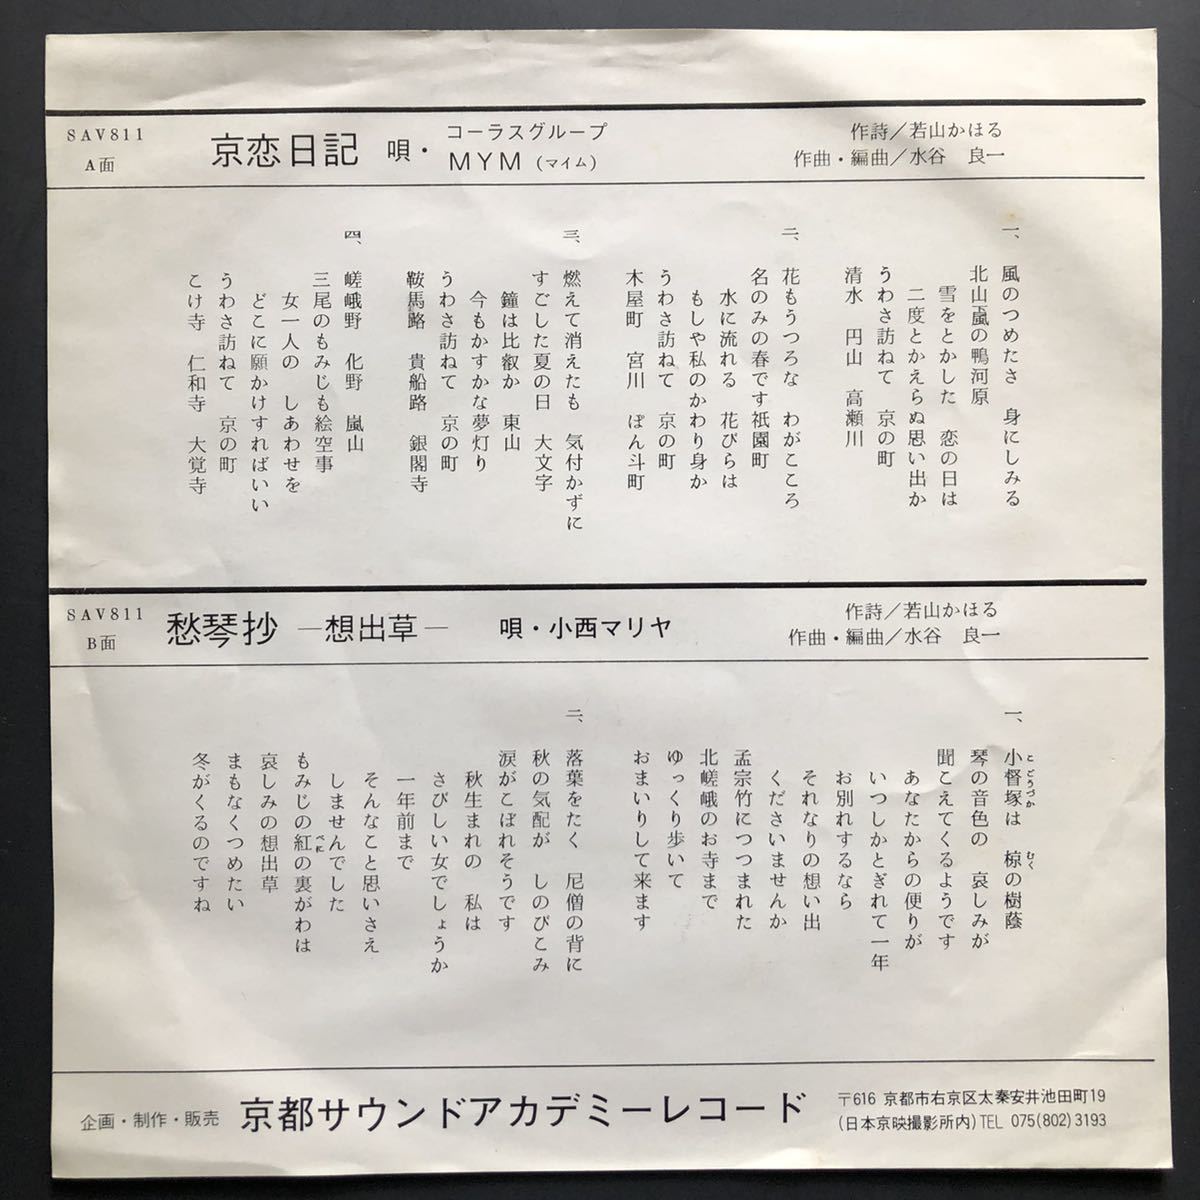 SAV811
A面
京恋日記
唄・コーラスグループ
MYM(マイム)
作詩/若山かほる
作曲・編曲/水谷 良一
一、風のつめたさ 身にしみる
北山颪の鴨河原
雪をとかした 恋の日は
二度とかえらぬ思い出か
うわさ訪ねて 京の町
清水 円山 高瀬川
二、花もうつろな わがこころ
名のみの春です祇園町
水に流れる 花びらは
もしや私のかわり身か
うわさ訪ねて 京の町
木屋町 宮川 ぽん斗町
三、燃えて消えたも 気付かずに
すごした夏の日 大文字
鐘は比叡か 東山
今もかすかな夢灯り
うわさ訪ねて 京の町
鞍馬路 貴船路 銀閣寺
四、嵯峨野 化野 嵐山
三尾のもみじも絵空事
女一人の しあわせを
どこに願かけすればいい
うわさ訪ねて 京の町
こけ寺 仁和寺 大覚寺
SAV811
B面
愁琴抄 ―想出草―
唄・小西マリヤ
作詩/若山かほる
作曲・編曲/水谷 良一
一、小督塚は 椋の樹蔭
こごうづか むく
琴の音色の 哀しみが
聞こえてくるようです
あなたからの便りが
いつしかとぎれて一年
お別れするなら
それなりの想い出
くださいませんか
孟宗竹につつまれた
北嵯峨のお寺まで
ゆっくり歩いて
おまいりして来ます
二、落葉をたく 尼僧の背に
秋の気配が しのびこみ
涙がこぼれそうです
秋生まれの 私は
さびしい女でしょうか
一年前まで
そんなこと思いさえ
しませんでした
もみじの紅の裏がわは
べに
哀しみの想出草
まもなくつめたい
冬がくるのですね
企画・制作・販売 京都サウンドアカデミーレコード
〒616 京都市右京区太秦安井池田町19
(日本京映撮影所内)TEL 075(802)3193